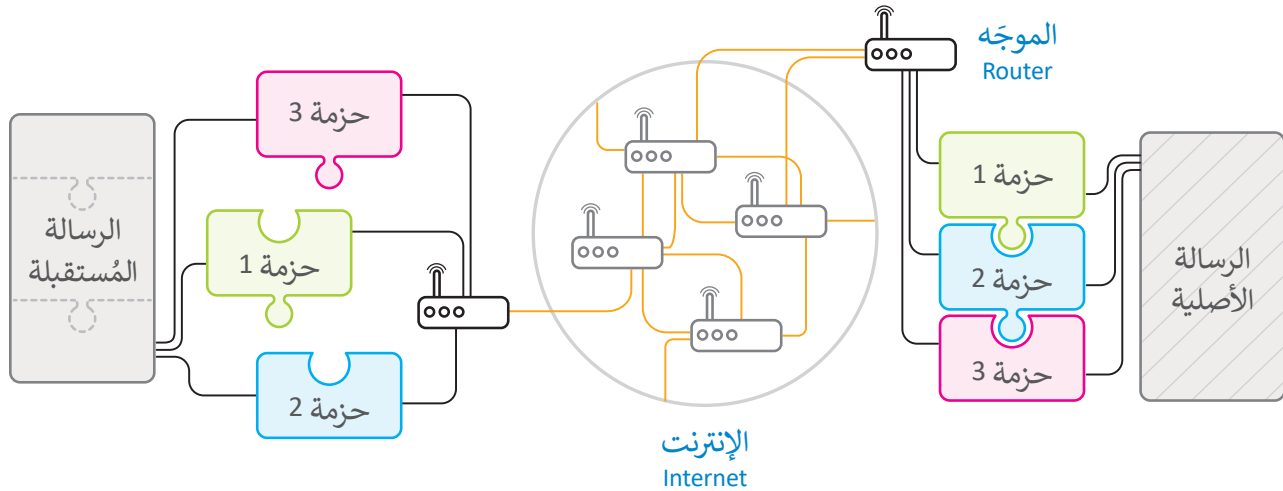 الموجَه
Router
الرسالة
الأصلية
حزمة 1
حزمة 2
حزمة 3
الإنترنت
Internet
حزمة 3
حزمة 1
حزمة 2
الرسالة
المُستقبلة